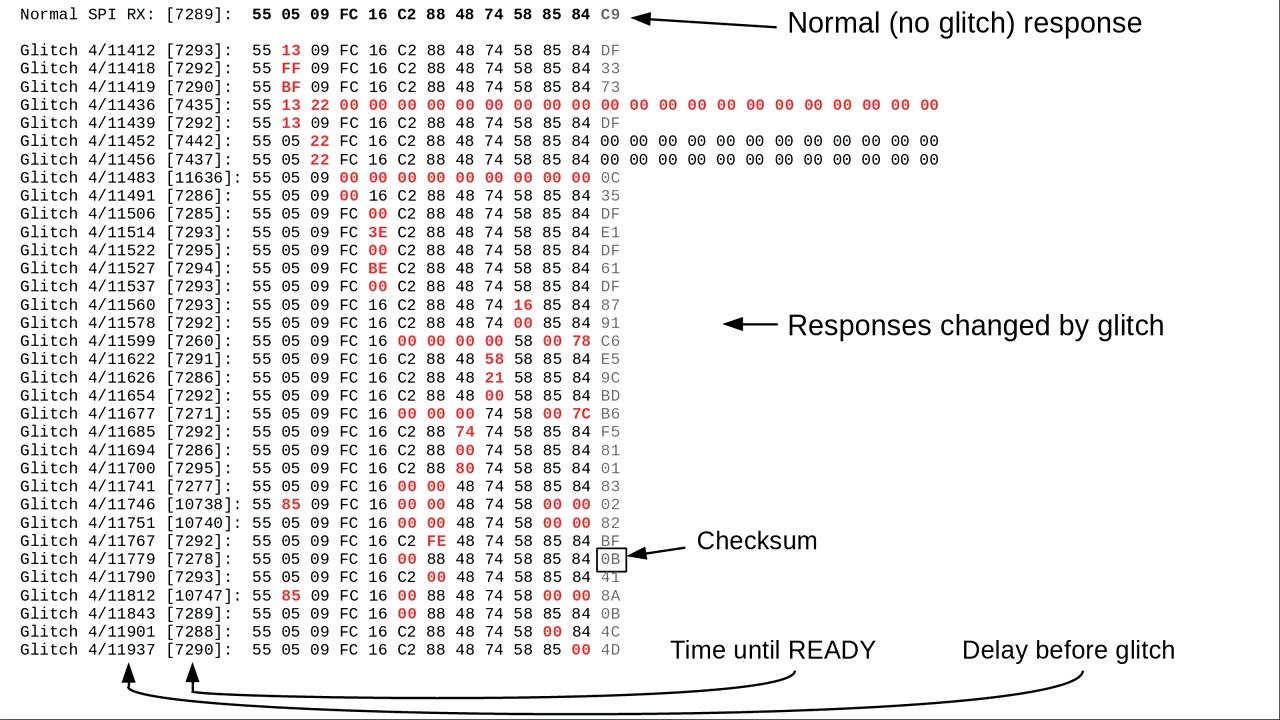 Normal SPI RX: [7289]: 55 05 09 FC 16 C2 88 48 74 58 85 84 C9
Normal (no glitch) response
Glitch 4/11412 [7293]: 55 13 09 FC 16 C2 88 48 74 58 85 84 DF
Glitch 4/11418 [7292]: 55 FF 09 FC 16 C2 88 48 74 58 85 84 33
Glitch 4/11419 [7290]: 55 BF 09 FC 16 C2 88 48 74 58 85 84 73
Glitch 4/11436 [7435]: 55 13 22 00 00 00 00 00 00 00 00 00 00 00 00 00 00 00 00 00 00 00 00 00
Glitch 4/11439 [7292]: 55 13 09 FC 16 C2 88 48 74 58 85 84 DF
Glitch 4/11452 [7442]: 55 05 22 FC 16 C2 88 48 74 58 85 84 00 00 00 00 00 00 00 00 00 00 00 00
Glitch 4/11456 [7437]: 55 05 22 FC 16 C2 88 48 74 58 85 84 00 00 00 00 00 00 00 00 00 00 00 00
Glitch 4/11483 [11636]: 55 05 09 00 00 00 00 00 00 00 00 00 0C
Glitch 4/11491 [7286]: 55 05 09 00 16 C2 88 48 74 58 85 84 35
Glitch 4/11506 [7285]: 55 05 09 FC 00 C2 88 48 74 58 85 84 DF
Glitch 4/11514 [7293]: 55 05 09 FC 3E C2 88 48 74 58 85 84 E1
Glitch 4/11522 [7295]: 55 05 09 FC 00 C2 88 48 74 58 85 84 DF
Glitch 4/11527 [7294]: 55 05 09 FC BE C2 88 48 74 58 85 84 61
Glitch 4/11537 [7293]: 55 05 09 FC 00 C2 88 48 74 58 85 84 DF
Glitch 4/11560 [7293]: 55 05 09 FC 16 C2 88 48 74 16 85 84 87
Glitch 4/11578 [7292]: 55 05 09 FC 16 C2 88 48 74 00 85 84 91
Responses changed by glitch
Glitch 4/11599 [7260]: 55 05 09 FC 16 00 00 00 00 58 00 78 C6
Glitch 4/11622 [7291]: 55 05 09 FC 16 C2 88 48 58 58 85 84 E5
Glitch 4/11626 [7286]: 55 05 09 FC 16 C2 88 48 21 58 85 84 9C
Glitch 4/11654 [7292]: 55 05 09 FC 16 C2 88 48 00 58 85 84 BD
Glitch 4/11677 [7271]: 55 05 09 FC 16 00 00 00 74 58 00 7C B6
Glitch 4/11685 [7292]: 55 05 09 FC 16 C2 88 74 74 58 85 84 F5
Glitch 4/11694 [7286]: 55 05 09 FC 16 C2 88 00 74 58 85 84 81
Glitch 4/11700 [7295]: 55 05 09 FC 16 C2 88 80 74 58 85 84 01
Glitch 4/11741 [7277]: 55 05 09 FC 16 00 00 48 74 58 85 84 83
Glitch 4/11746 [10738]: 55 85 09 FC 16 00 00 48 74 58 00 00 02
Glitch 4/11751 [10740]: 55 05 09 FC 16 00 00 48 74 58 00 00 82
Glitch 4/11767 [7292]: 55 05 09 FC 16 C2 FE 48 74 58 85 84 BF
Checksum
Glitch 4/11779 [7278]: 55 05 09 FC 16 00 88 48 74 58 85 84 0B
Glitch 4/11790 [7293]: 55 05 09 FC 16 C2 00 48 74 58 85 84 41
Glitch 4/11812 [10747]: 55 85 09 FC 16 00 88 48 74 58 00 00 8A
Glitch 4/11843 [7289]: 55 05 09 FC 16 00 88 48 74 58 85 84 0B
Glitch 4/11901 [7288]: 55 05 09 FC 16 C2 88 48 74 58 00 84 4C
Glitch 4/11937 [7290]: 55 05 09 FC 16 C2 88 48 74 58 85 00 4D
Time until READY
Delay before glitch